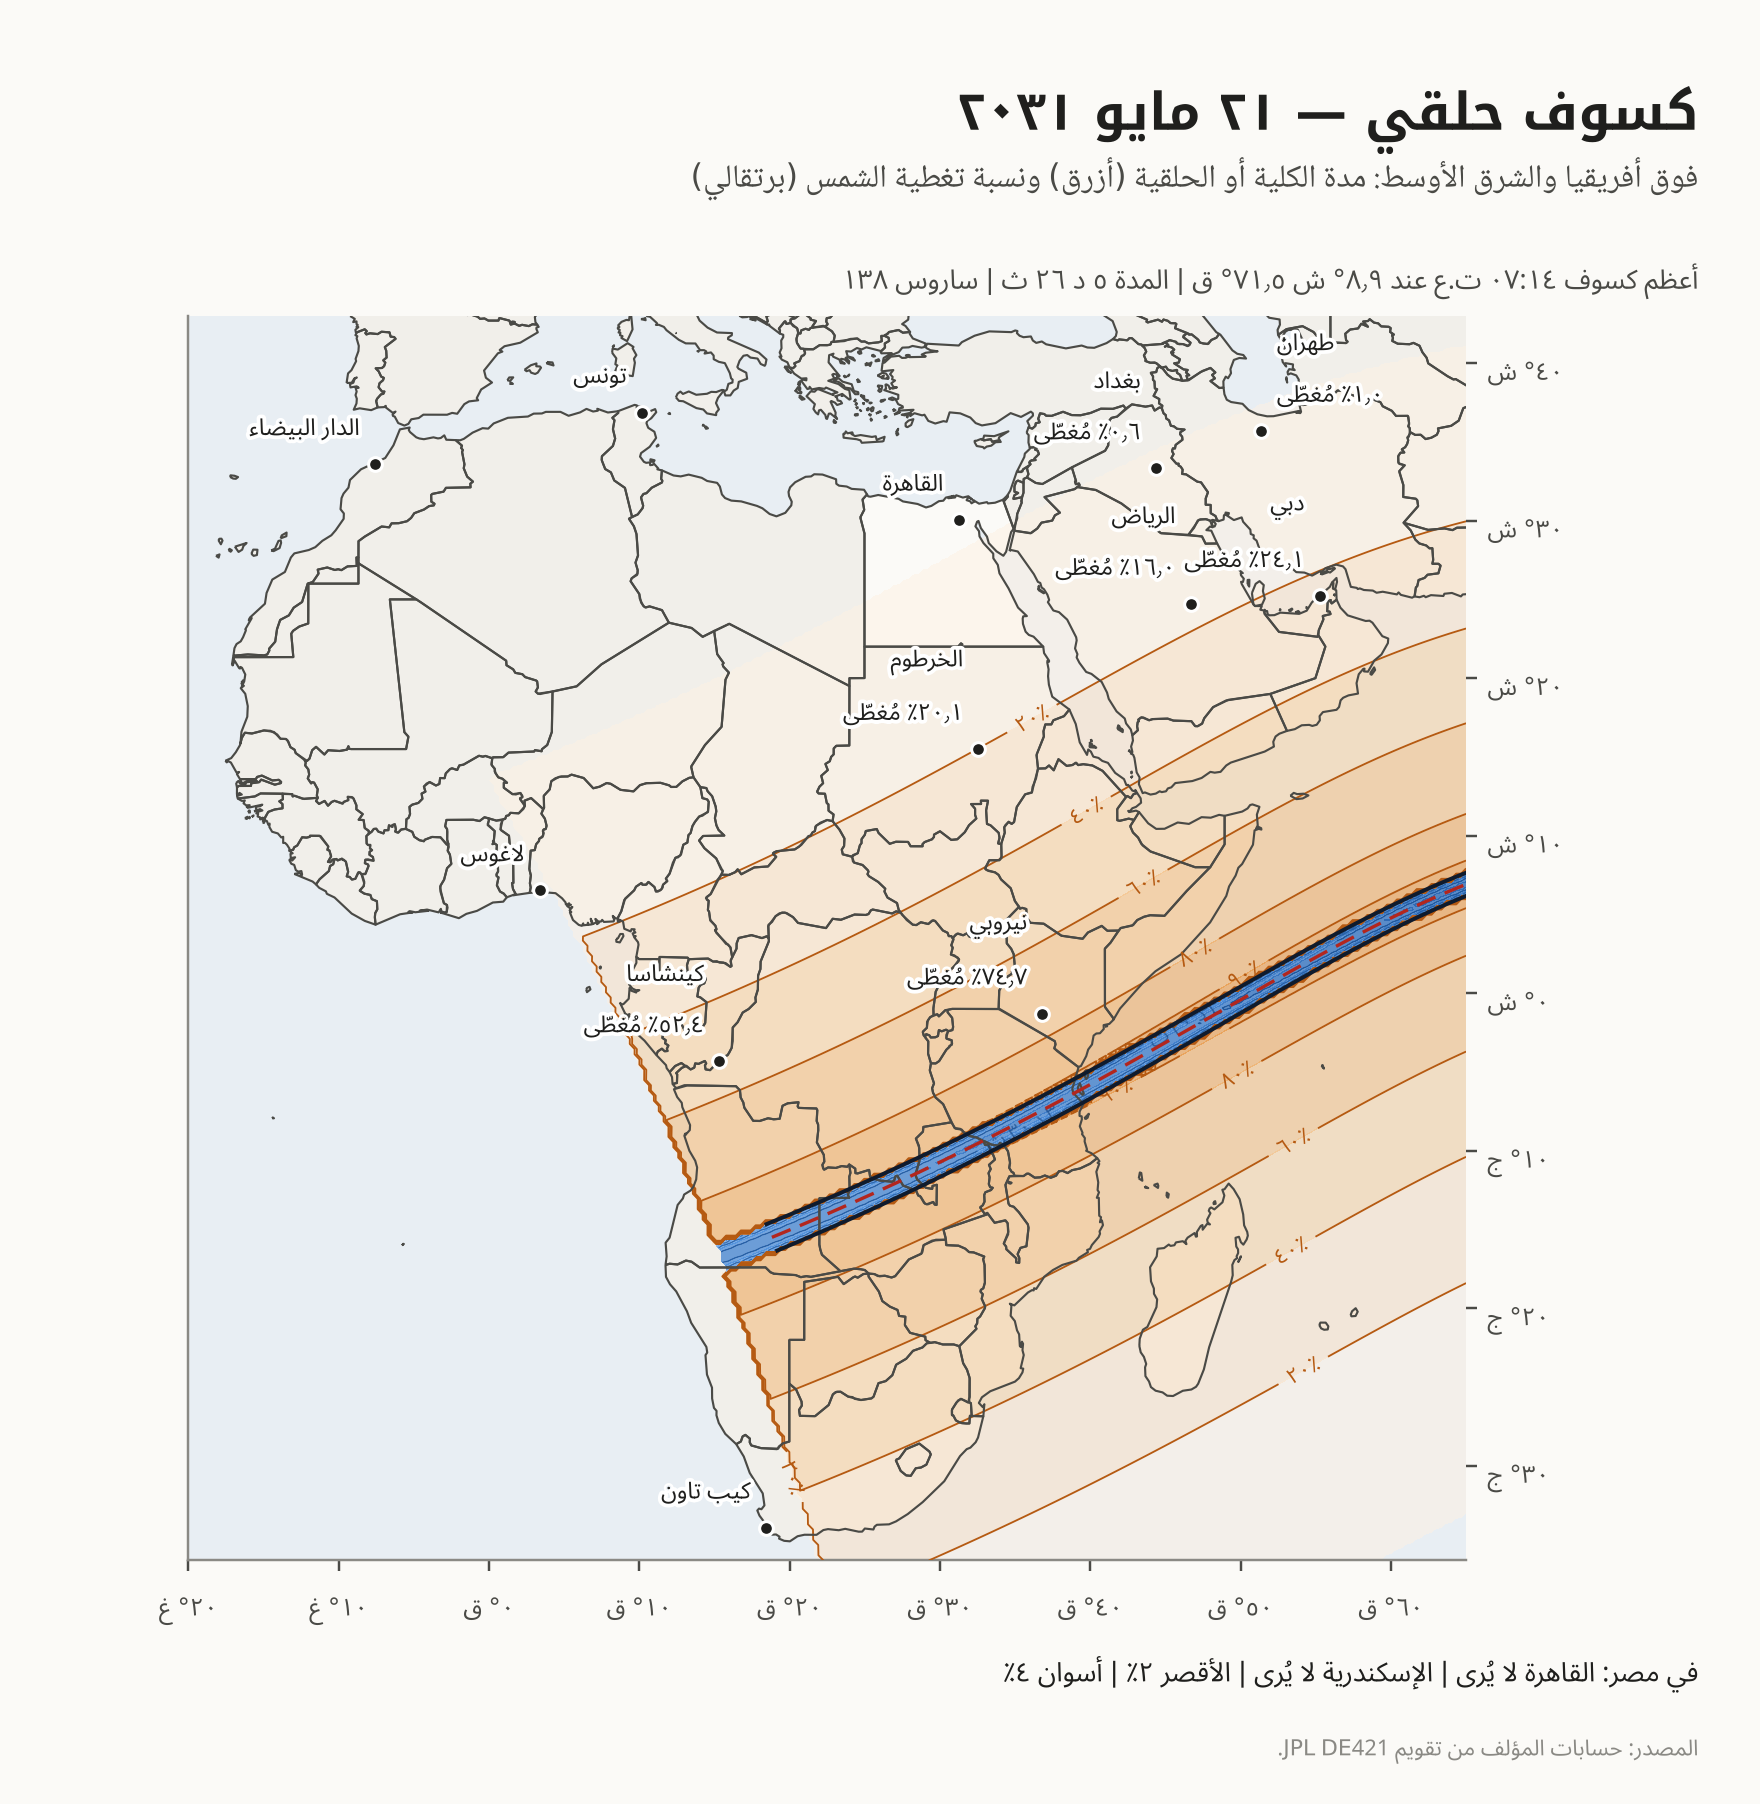 كسوف حلقي — ٢١ مايو ٢٠٣١
فوق أفريقيا والشرق الأوسط: مدة الكلية أو الحلقية (أزرق) ونسبة تغطية الشمس (برتقالي)
أعظم كسوف ٠٧:١٤ ت.ع عند ٨٫٩° ش ٧١٫٥° ق | المدة ٥ د ٢٦ ث | ساروس ١٣٨
طهران
١٫٠٪ مُغطّى
تونس
بغداد
٠٫٦٪ مُغطّى
الدار البيضاء
القاهرة
الرياض
١٦٫٠٪ مُغطّى
دبي
٢٤٫١٪ مُغطّى
الخرطوم
٢٠٫١٪ مُغطّى
لاغوس
نيروبي
٧٤٫٧٪ مُغطّى
كينشاسا
٥٢٫٤٪ مُغطّى
كيب تاون
٢٠٪
٤٠٪
٦٠٪
٨٠٪
٩٠٪
٩٠٪
٨٠٪
٦٠٪
٤٠٪
٢٠٪
٤٠° ش
٣٠° ش
٢٠° ش
١٠° ش
٠° ش
١٠° ج
٢٠° ج
٣٠° ج
٢٠° غ
١٠° غ
٠° ق
١٠° ق
٢٠° ق
٣٠° ق
٤٠° ق
٥٠° ق
٦٠° ق
في مصر: القاهرة لا يُرى | الإسكندرية لا يُرى | الأقصر ٢٪ | أسوان ٤٪
المصدر: حسابات المؤلف من تقويم JPL DE421.